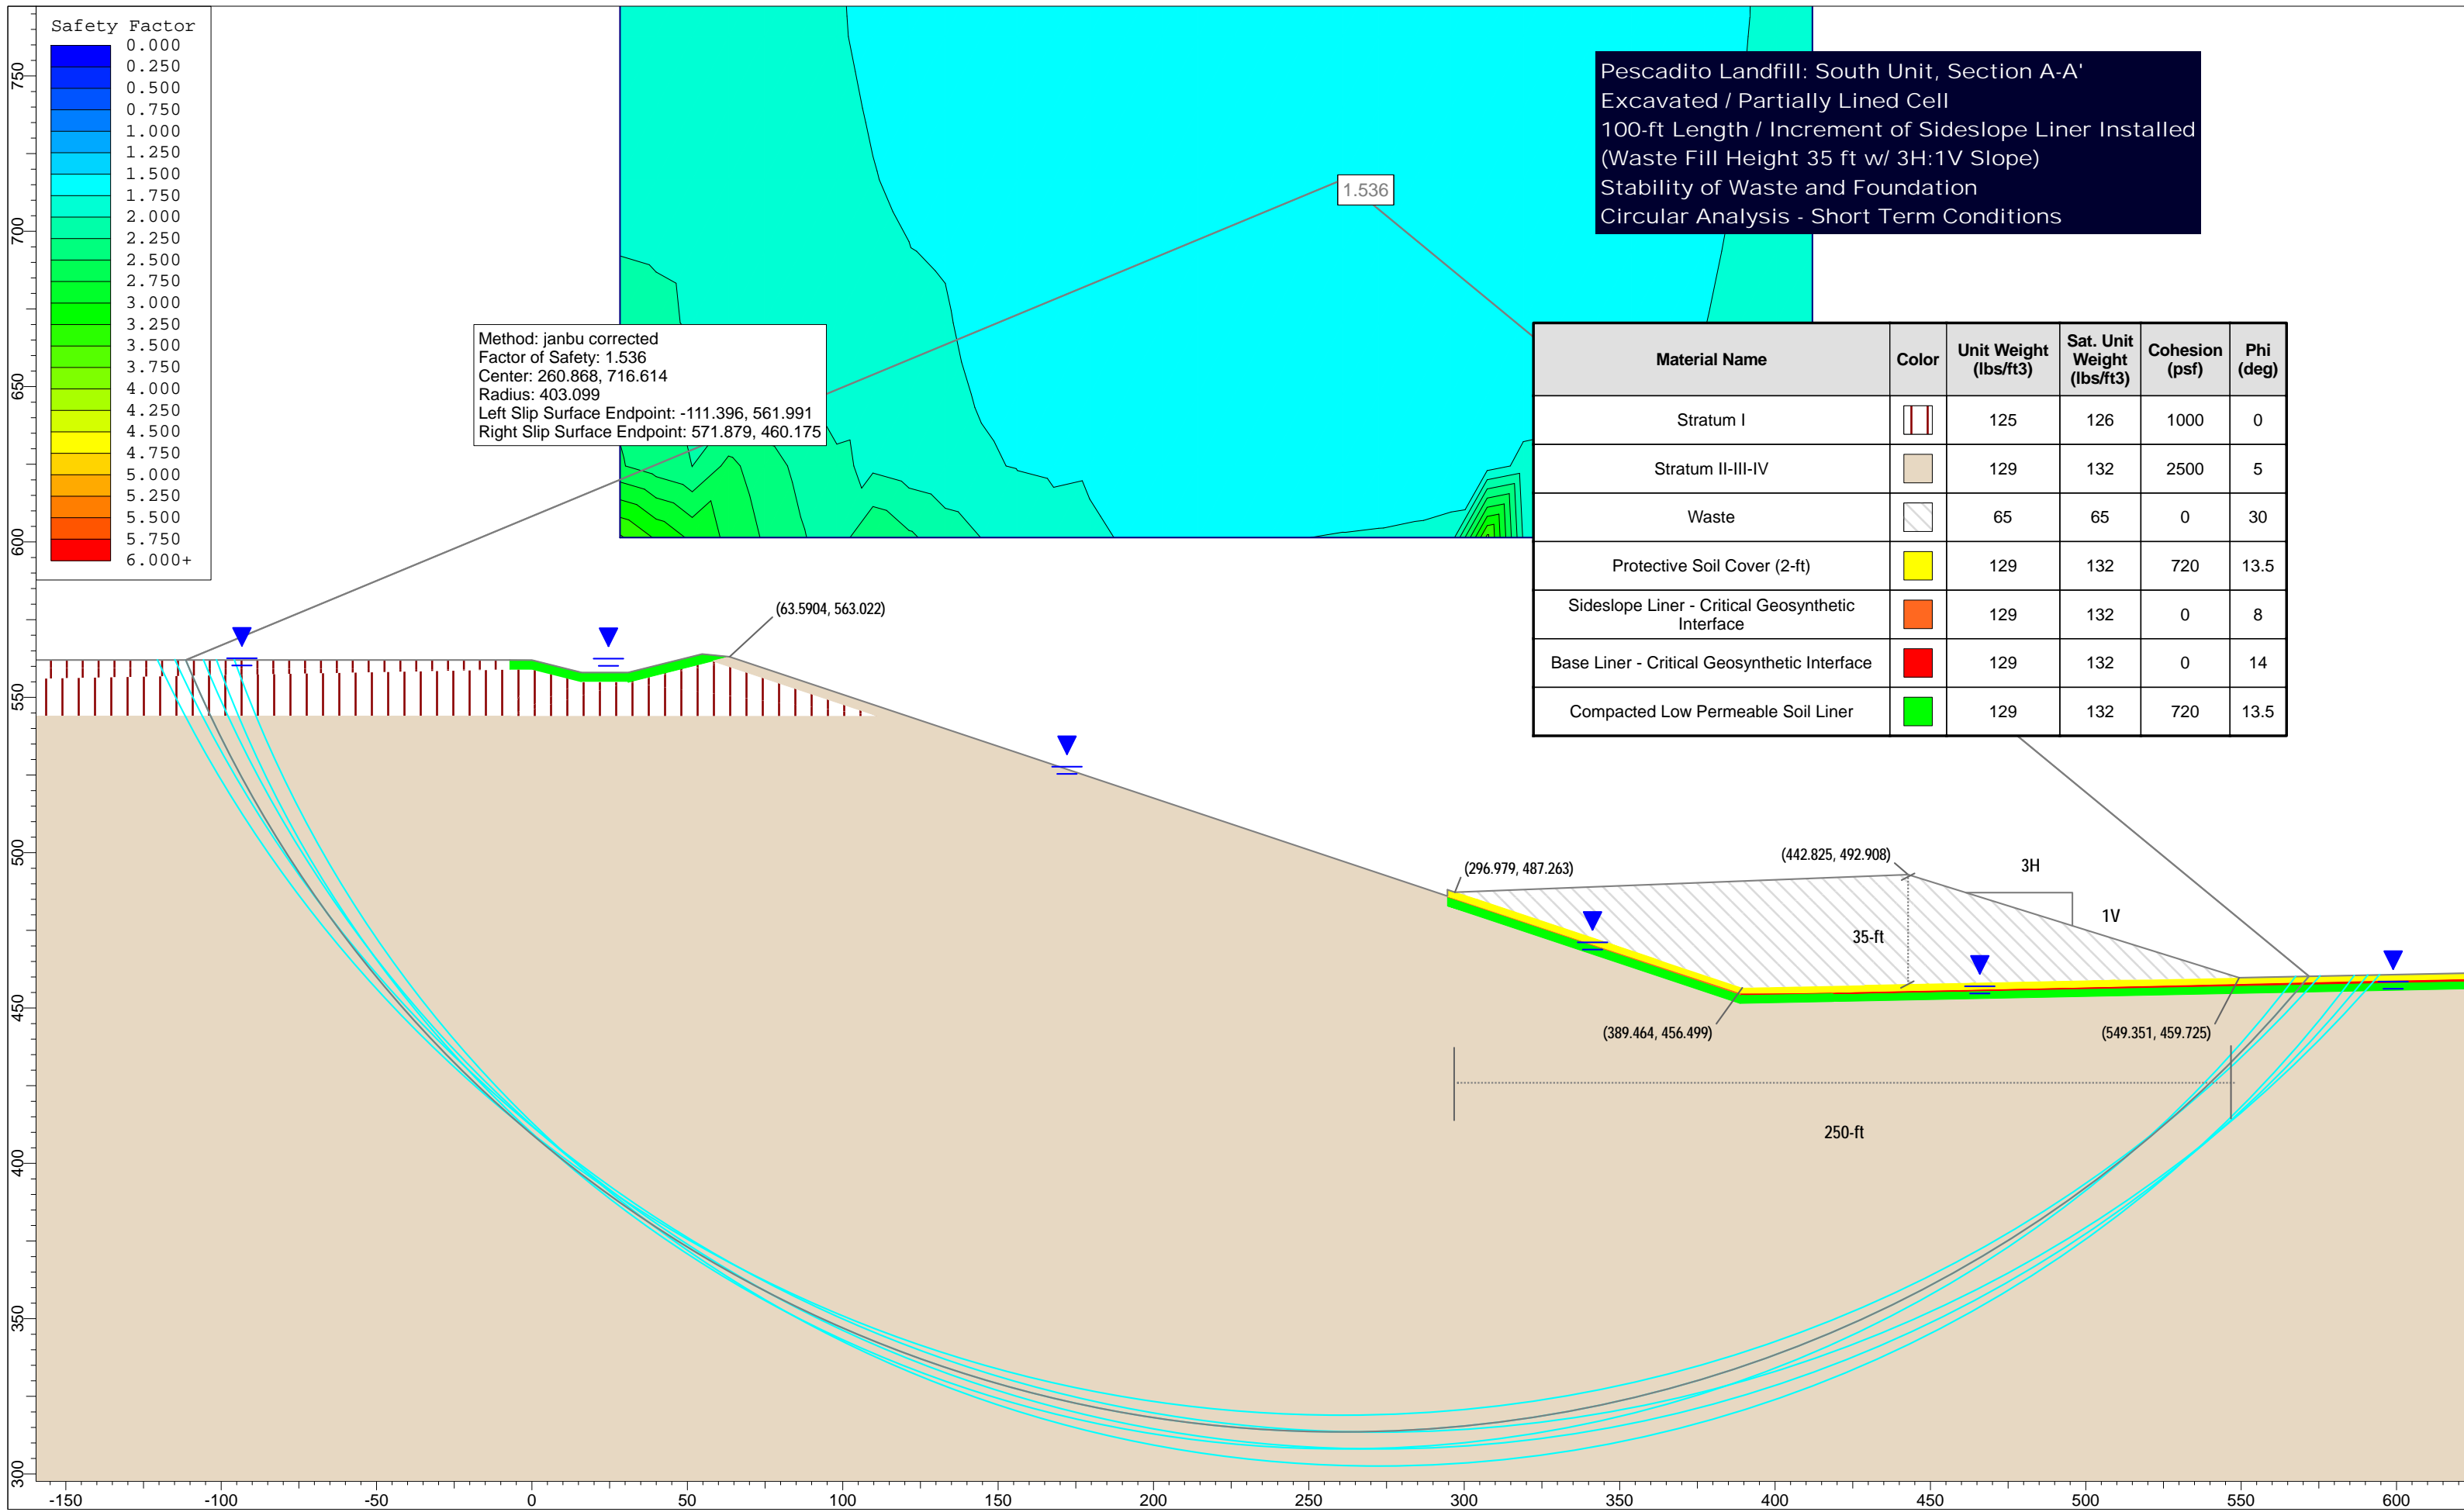 Safety Factor
0.000
0.250
0.500
0.750
1.000
1.250
1.500
1.750
2.000
2.250
2.500
2.750
3.000
3.250
3.500
3.750
4.000
4.250
4.500
4.750
5.000
5.250
5.500
5.750
6.000+
Pescadito Landfill: South Unit, Section A-A'
Excavated / Partially Lined Cell
100-ft Length / Increment of Sideslope Liner Installed
(Waste Fill Height 35 ft w/ 3H:1V Slope)
Stability of Waste and Foundation
Circular Analysis - Short Term Conditions
1.536
Method: janbu corrected
Factor of Safety: 1.536
Center: 260.868, 716.614
Radius: 403.099
Left Slip Surface Endpoint: -111.396, 561.991
Right Slip Surface Endpoint: 571.879, 460.175
Material Name Color Unit Weight (lbs/ft3) Sat. Unit Weight (lbs/ft3) Cohesion (psf) Phi (deg)
Stratum I 125 126 1000 0
Stratum II-III-IV 129 132 2500 5
Waste 65 65 0 30
Protective Soil Cover (2-ft) 129 132 720 13.5
Sideslope Liner - Critical Geosynthetic Interface 129 132 0 8
Base Liner - Critical Geosynthetic Interface 129 132 0 14
Compacted Low Permeable Soil Liner 129 132 720 13.5
(63.5904, 563.022)
(296.979, 487.263)
(442.825, 492.908)
3H
1V
35-ft
(389.464, 456.499)
(549.351, 459.725)
250-ft
750
700
650
600
550
500
450
400
350
300
-150 -100 -50 0 50 100 150 200 250 300 350 400 450 500 550 600